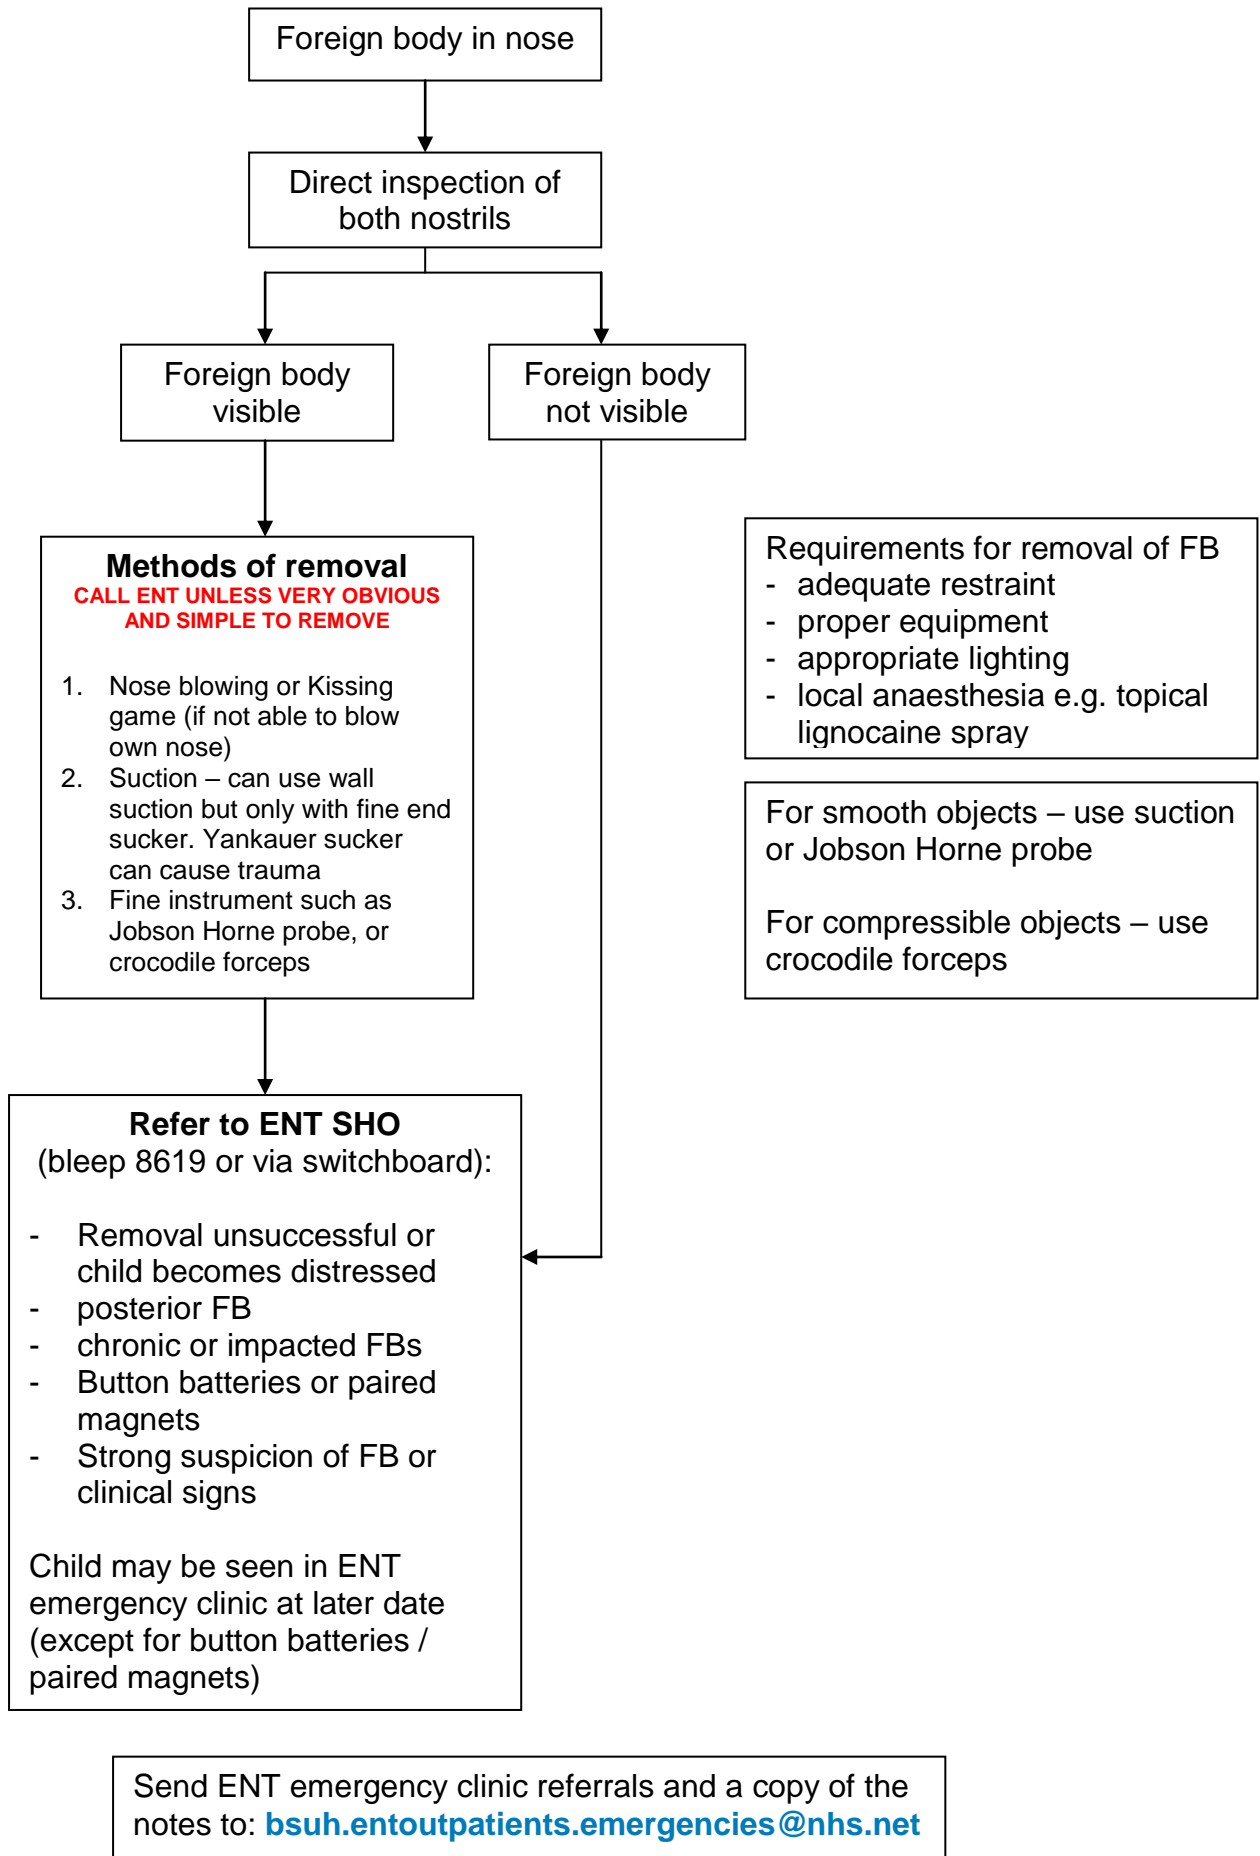 Foreign body in nose
Direct inspection of
both nostrils
Foreign body
visible
Foreign body
not visible
Methods of removal
CALL ENT UNLESS VERY OBVIOUS
AND SIMPLE TO REMOVE
1. Nose blowing or Kissing
game (if not able to blow
own nose)
2. Suction – can use wall
suction but only with fine end
sucker. Yankauer sucker
can cause trauma
3. Fine instrument such as
Jobson Horne probe, or
crocodile forceps
Requirements for removal of FB
- adequate restraint
- proper equipment
- appropriate lighting
- local anaesthesia e.g. topical
lignocaine spray
For smooth objects – use suction
or Jobson Horne probe
For compressible objects – use
crocodile forceps
Refer to ENT SHO
(bleep 8619 or via switchboard):
- Removal unsuccessful or
child becomes distressed
- posterior FB
- chronic or impacted FBs
- Button batteries or paired
magnets
- Strong suspicion of FB or
clinical signs
Child may be seen in ENT
emergency clinic at later date
(except for button batteries /
paired magnets)
Send ENT emergency clinic referrals and a copy of the
notes to: bsuh.entoutpatients.emergencies@nhs.net